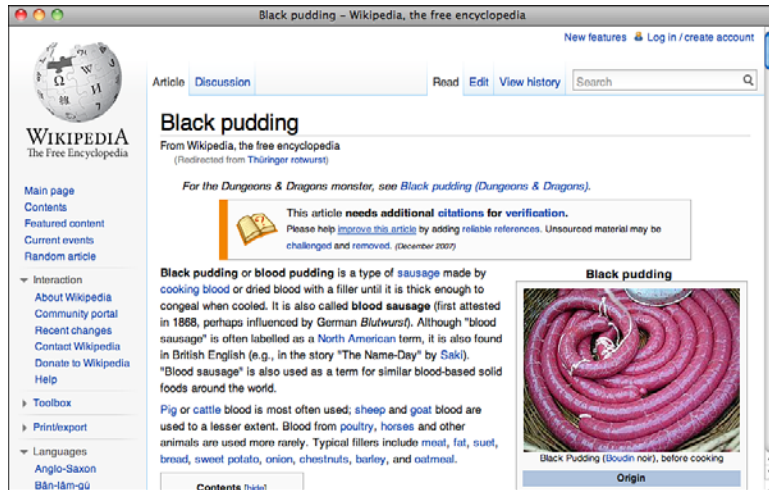 Black pudding – Wikipedia, the free encyclopedia
New features Log in / create account
Article Discussion Read Edit View history Search
WIKIPEDIA
The Free Encyclopedia
Main page
Contents
Featured content
Current events
Random article
Interaction
About Wikipedia
Community portal
Recent changes
Contact Wikipedia
Donate to Wikipedia
Help
Toolbox
Print/export
Languages
Anglo-Saxon
Bân-lâm-gú
Black pudding
From Wikipedia, the free encyclopedia
(Redirected from Thüringer rotwurst)
For the Dungeons & Dragons monster, see Black pudding (Dungeons & Dragons).
This article needs additional citations for verification.
Please help improve this article by adding reliable references. Unsourced material may be
challenged and removed. (December 2007)
Black pudding or blood pudding is a type of sausage made by
cooking blood or dried blood with a filler until it is thick enough to
congeal when cooled. It is also called blood sausage (first attested
in 1868, perhaps influenced by German Blutwurst). Although "blood
sausage" is often labelled as a North American term, it is also found
in British English (e.g., in the story "The Name-Day" by Saki).
"Blood sausage" is also used as a term for similar blood-based solid
foods around the world.
Pig or cattle blood is most often used; sheep and goat blood are
used to a lesser extent. Blood from poultry, horses and other
animals are used more rarely. Typical fillers include meat, fat, suet,
bread, sweet potato, onion, chestnuts, barley, and oatmeal.
Contents [hide]
Black pudding
Black Pudding (Boudin noir), before cooking
Origin